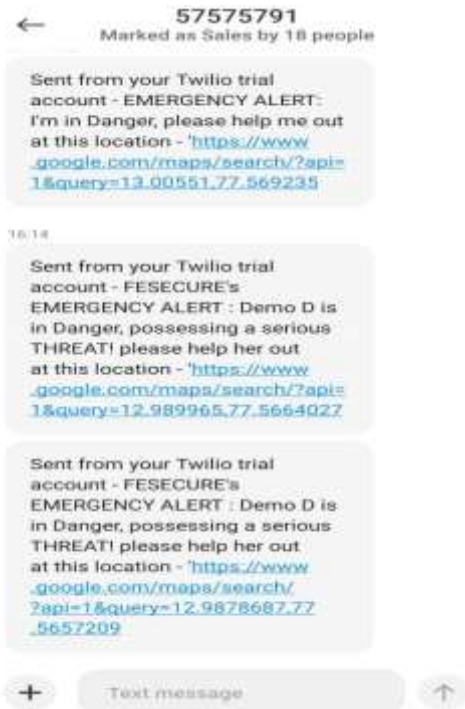 57575791
Marked as Sales by 18 people
Sent from your Twilio trial
account - EMERGENCY ALERT:
I'm in Danger, please help me out
at this location - 'https://www
.google.com/maps/search/?api=
1&query=13.00551,77.569235
16:14
Sent from your Twilio trial
account - FESECURE's
EMERGENCY ALERT : Demo D is
in Danger, possessing a serious
THREAT! please help her out
at this location - 'https://www
.google.com/maps/search/?api=
1&query=12.989965,77.5664027
Sent from your Twilio trial
account - FESECURE's
EMERGENCY ALERT : Demo D is
in Danger, possessing a serious
THREAT! please help her out
at this location - 'https://www
.google.com/maps/search/
?api=1&query=12.9878687,77
.5657209
Text message